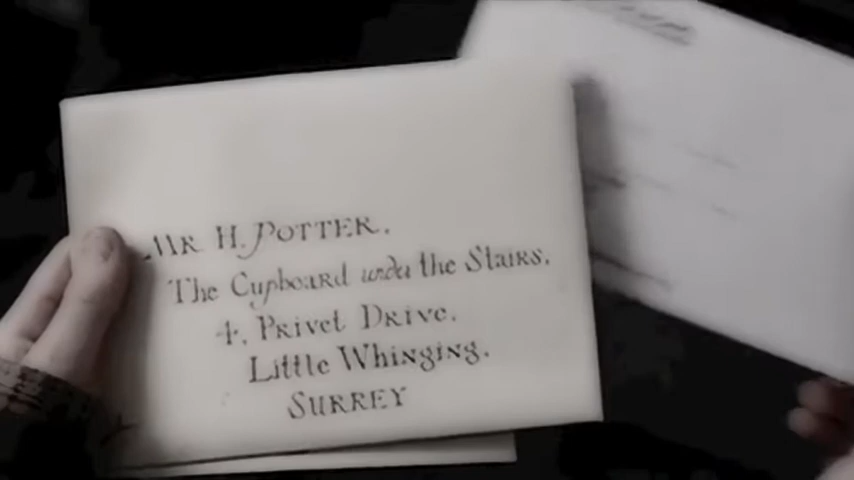 MR H. POTTER.
The Cupboard under the Stairs.
4. Privet Drive.
Little Whinging.
SURREY